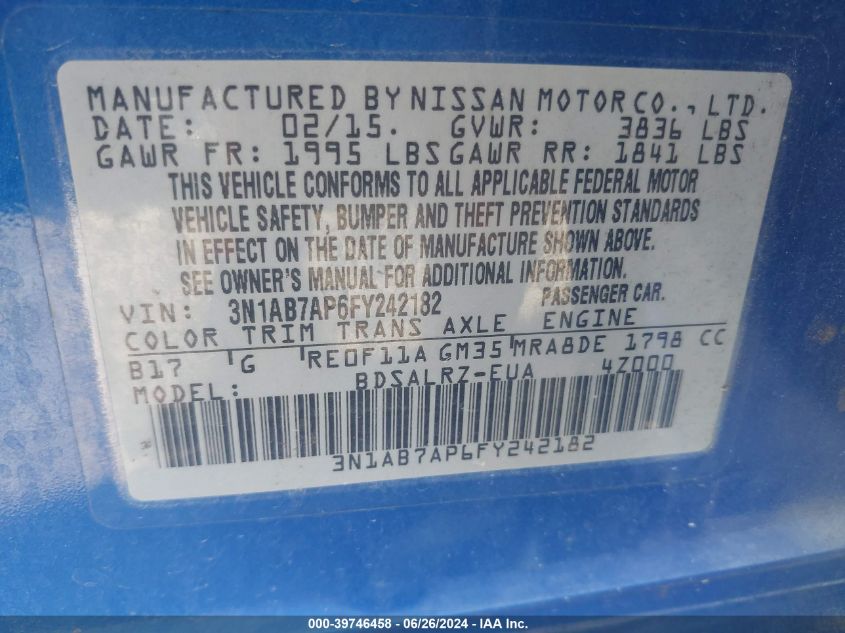 MANUFACTURED BY NISSAN MOTOR CO., LTD.
DATE: 02/15. GVWR: 3836 LBS
GAWR FR: 1995 LBS GAWR RR: 1841 LBS
THIS VEHICLE CONFORMS TO ALL APPLICABLE FEDERAL MOTOR
VEHICLE SAFETY, BUMPER AND THEFT PREVENTION STANDARDS
IN EFFECT ON THE DATE OF MANUFACTURE SHOWN ABOVE.
SEE OWNER'S MANUAL FOR ADDITIONAL INFORMATION.
VIN: 3N1AB7AP6FY242182 PASSENGER CAR.
COLOR TRIM TRANS AXLE ENGINE
B17 G RE0F11A GM35 MRA8DE 1798 CC
MODEL: BDSALRZ-EUA 4Z000
3N1AB7AP6FY242182
000-39746458 - 06/26/2024 - IAA Inc.